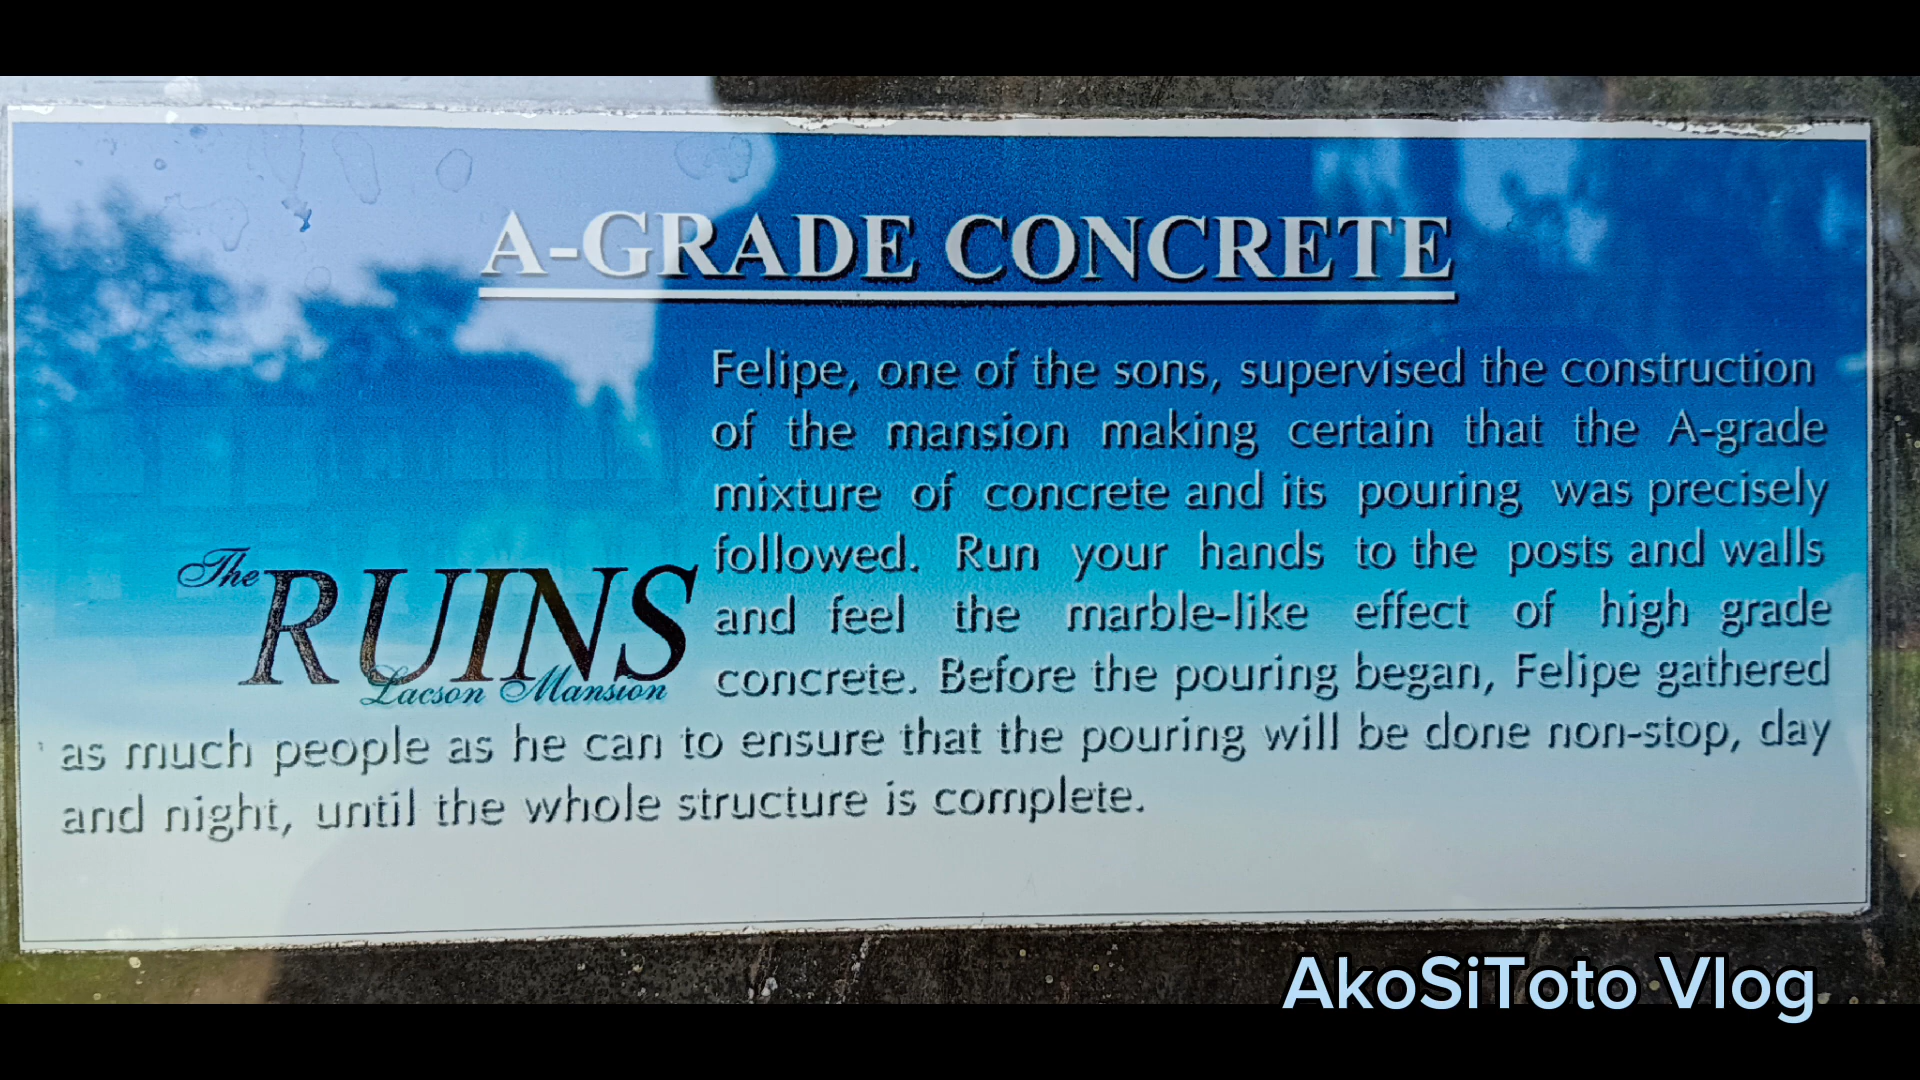 A-GRADE CONCRETE
Felipe, one of the sons, supervised the construction
of the mansion making certain that the A-grade
mixture of concrete and its pouring was precisely
followed. Run your hands to the posts and walls
and feel the marble-like effect of high grade
concrete. Before the pouring began, Felipe gathered
as much people as he can to ensure that the pouring will be done non-stop, day
and night, until the whole structure is complete.
The
RUINS
Lacson Mansion
AkoSiToto Vlog